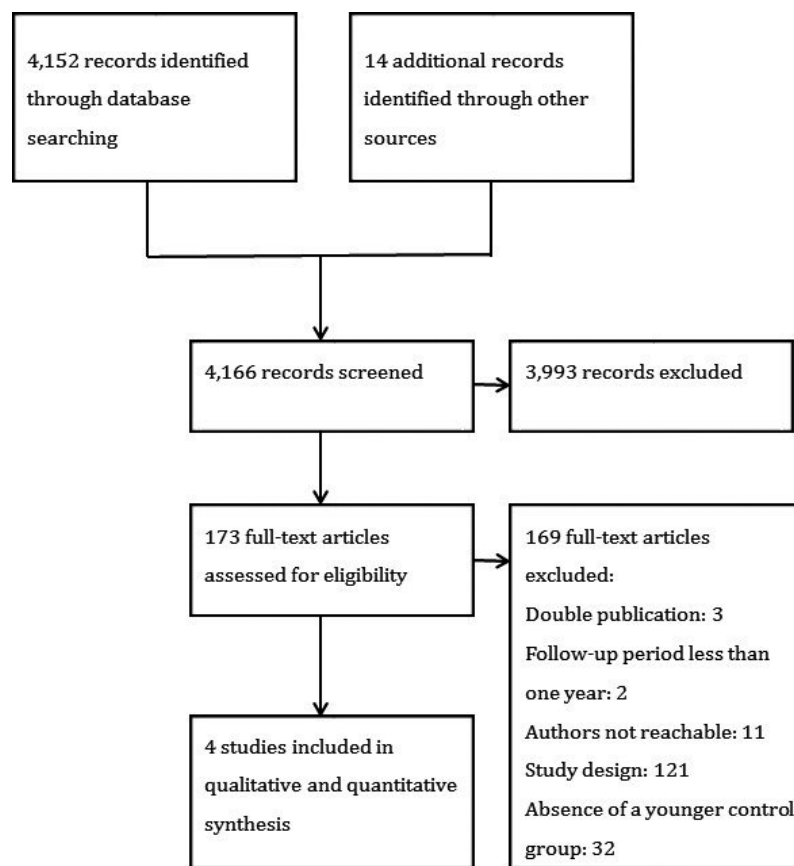 4,152 records identified
through database
searching
14 additional records
identified through other
sources
4,166 records screened
3,993 records excluded
173 full-text articles
assessed for eligibility
169 full-text articles
excluded:
Double publication: 3
Follow-up period less than
one year: 2
Authors not reachable: 11
Study design: 121
Absence of a younger control
group: 32
4 studies included in
qualitative and quantitative
synthesis